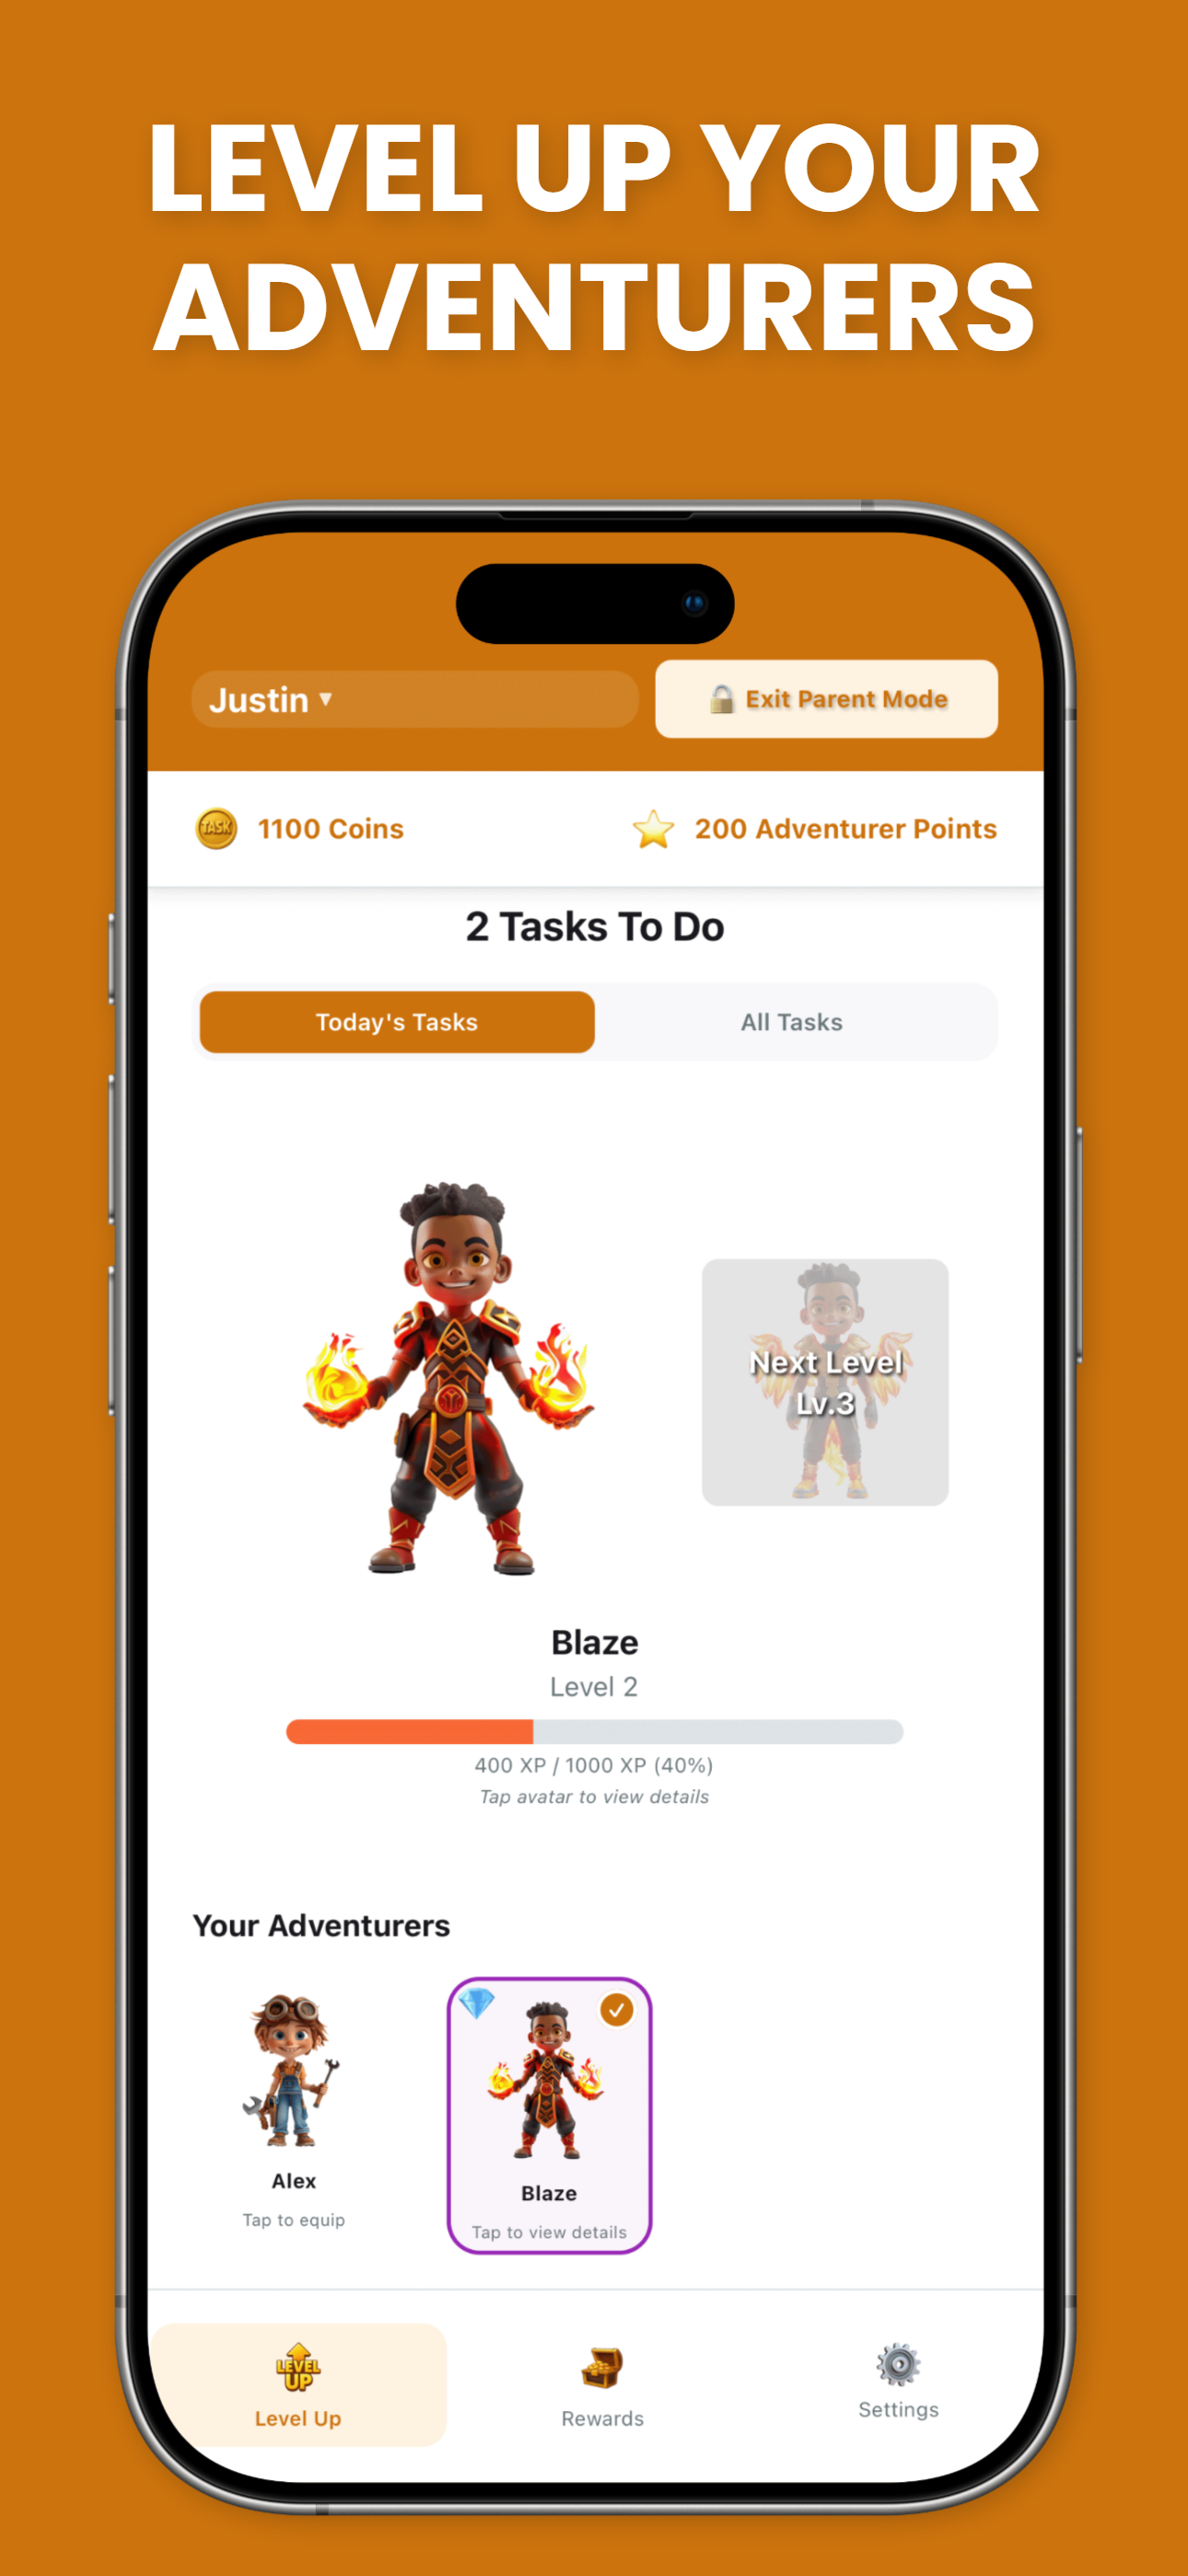 LEVEL UP YOUR
ADVENTURERS
Justin ▼
Exit Parent Mode
TASK
1100 Coins
200 Adventurer Points
2 Tasks To Do
Today's Tasks
All Tasks
Next Level
Lv.3
Blaze
Level 2
400 XP / 1000 XP (40%)
Tap avatar to view details
Your Adventurers
Alex
Tap to equip
Blaze
Tap to view details
LEVEL
UP
Level Up
Rewards
Settings